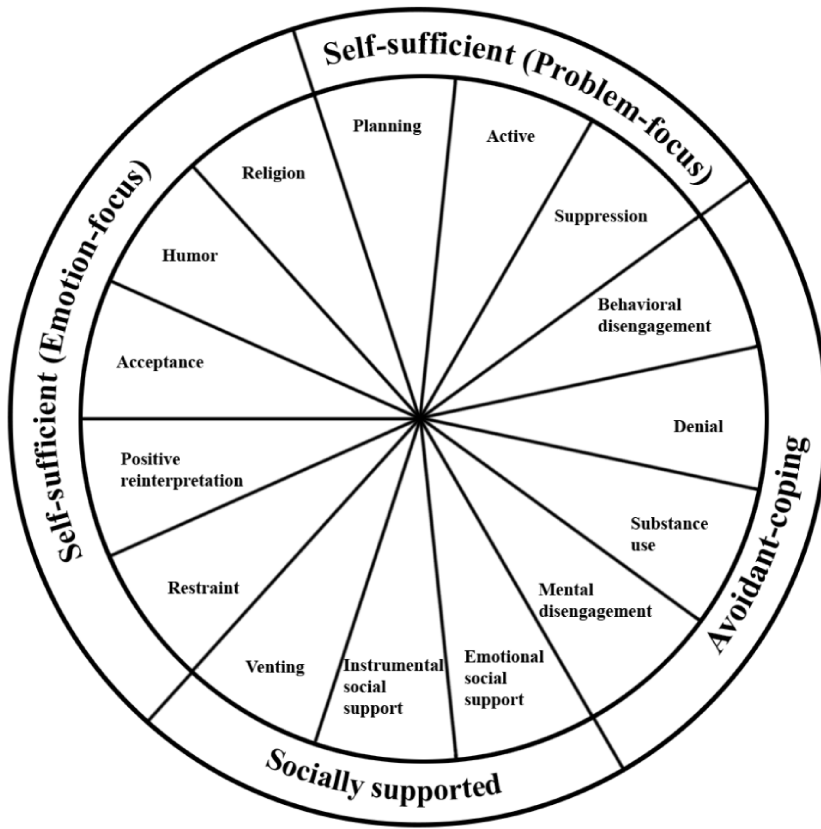 Self-sufficient (Problem-focus)
Planning
Active
Suppression
Behavioral
disengagement
Denial
Substance
use
Mental
disengagement
Avoidant-coping
Emotional
social
support
Instrumental
social
support
Venting
Socially supported
Restraint
Positive
reinterpretation
Acceptance
Humor
Religion
Self-sufficient (Emotion-focus)